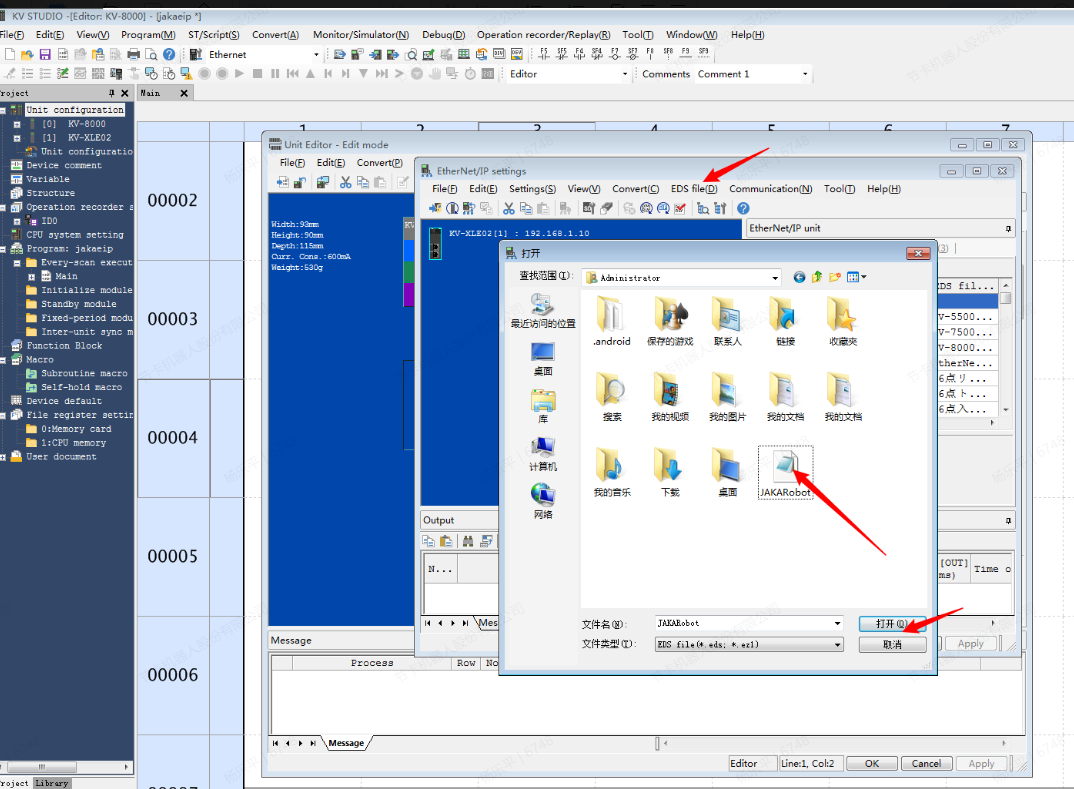 KV STUDIO -[Editor: KV-8000] - [jakaeip *]
File(F) Edit(E) View(V) Program(M) ST/Script(S) Convert(A) Monitor/Simulator(N) Debug(D) Operation recorder/Replay(R) Tool(T) Window(W) Help(H)
Ethernet
Editor Comments Comment 1
Main
Unit configuration
[0] KV-8000
[1] KV-XLE02
Unit configuratio
Device comment
Variable
Structure
Operation recorder s
ID0
CPU system setting
Program: jakaeip
Every-scan execut
Main
Initialize module
Standby module
Fixed-period modu
Inter-unit sync m
Function Block
Macro
Subroutine macro
Self-hold macro
Device default
File register settin
0:Memory card
1:CPU memory
User document
Library
1 2 3 4 5 6 7
00002
00003
00004
00005
00006
Unit Editor - Edit mode
File(F) Edit(E) Convert(P)
Width:93mm
Height:90mm
Depth:115mm
Curr. Cons.:600mA
Weight:630g
EtherNet/IP settings
File(F) Edit(E) Settings(S) View(V) Convert(C) EDS file(D) Communication(N) Tool(T) Help(H)
KV-XLE02[1] : 192.168.1.10
EtherNet/IP unit
EDS fil...
V-5500...
V-7500...
V-8000...
therNe...
6点リ...
6点ト...
6点入...
Output
N...
[OUT]
ms)
Time o
Mes
Apply
打开
查找范围(I): Administrator
最近访问的位置
桌面
库
计算机
网络
.android 保存的游戏 联系人 链接 收藏夹
搜索 我的视频 我的图片 我的文档 我的文档
我的音乐 下载 桌面 JAKARobot
文件名(N): JAKARobot 打开(O)
文件类型(T): EDS file(*.eds; *.ez1) 取消
Message
Process Row No
Message
Editor Line:1, Col:2 OK Cancel Apply